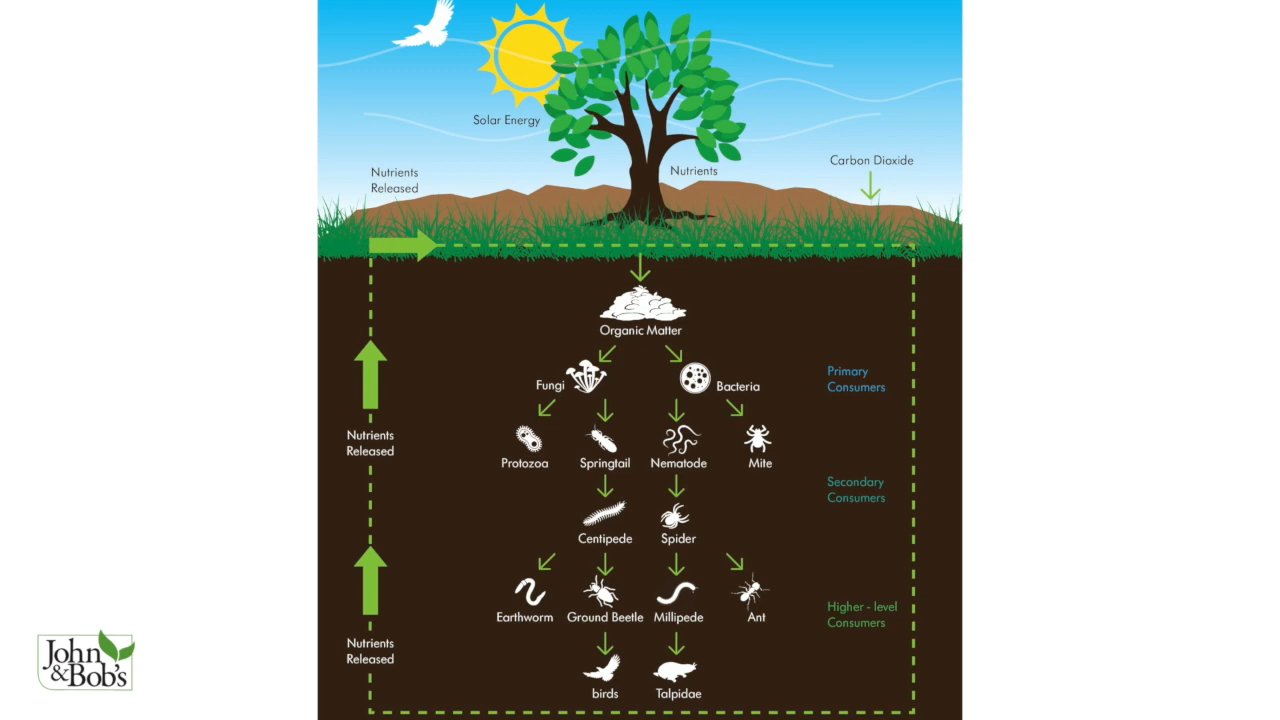 Solar Energy
Carbon Dioxide
Nutrients
Released
Nutrients
Organic Matter
Fungi
Bacteria
Primary
Consumers
Nutrients
Released
Protozoa
Springtail
Nematode
Mite
Secondary
Consumers
Centipede
Spider
Earthworm
Ground Beetle
Millipede
Ant
Higher - level
Consumers
Nutrients
Released
birds
Talpidae
John
&Bob's